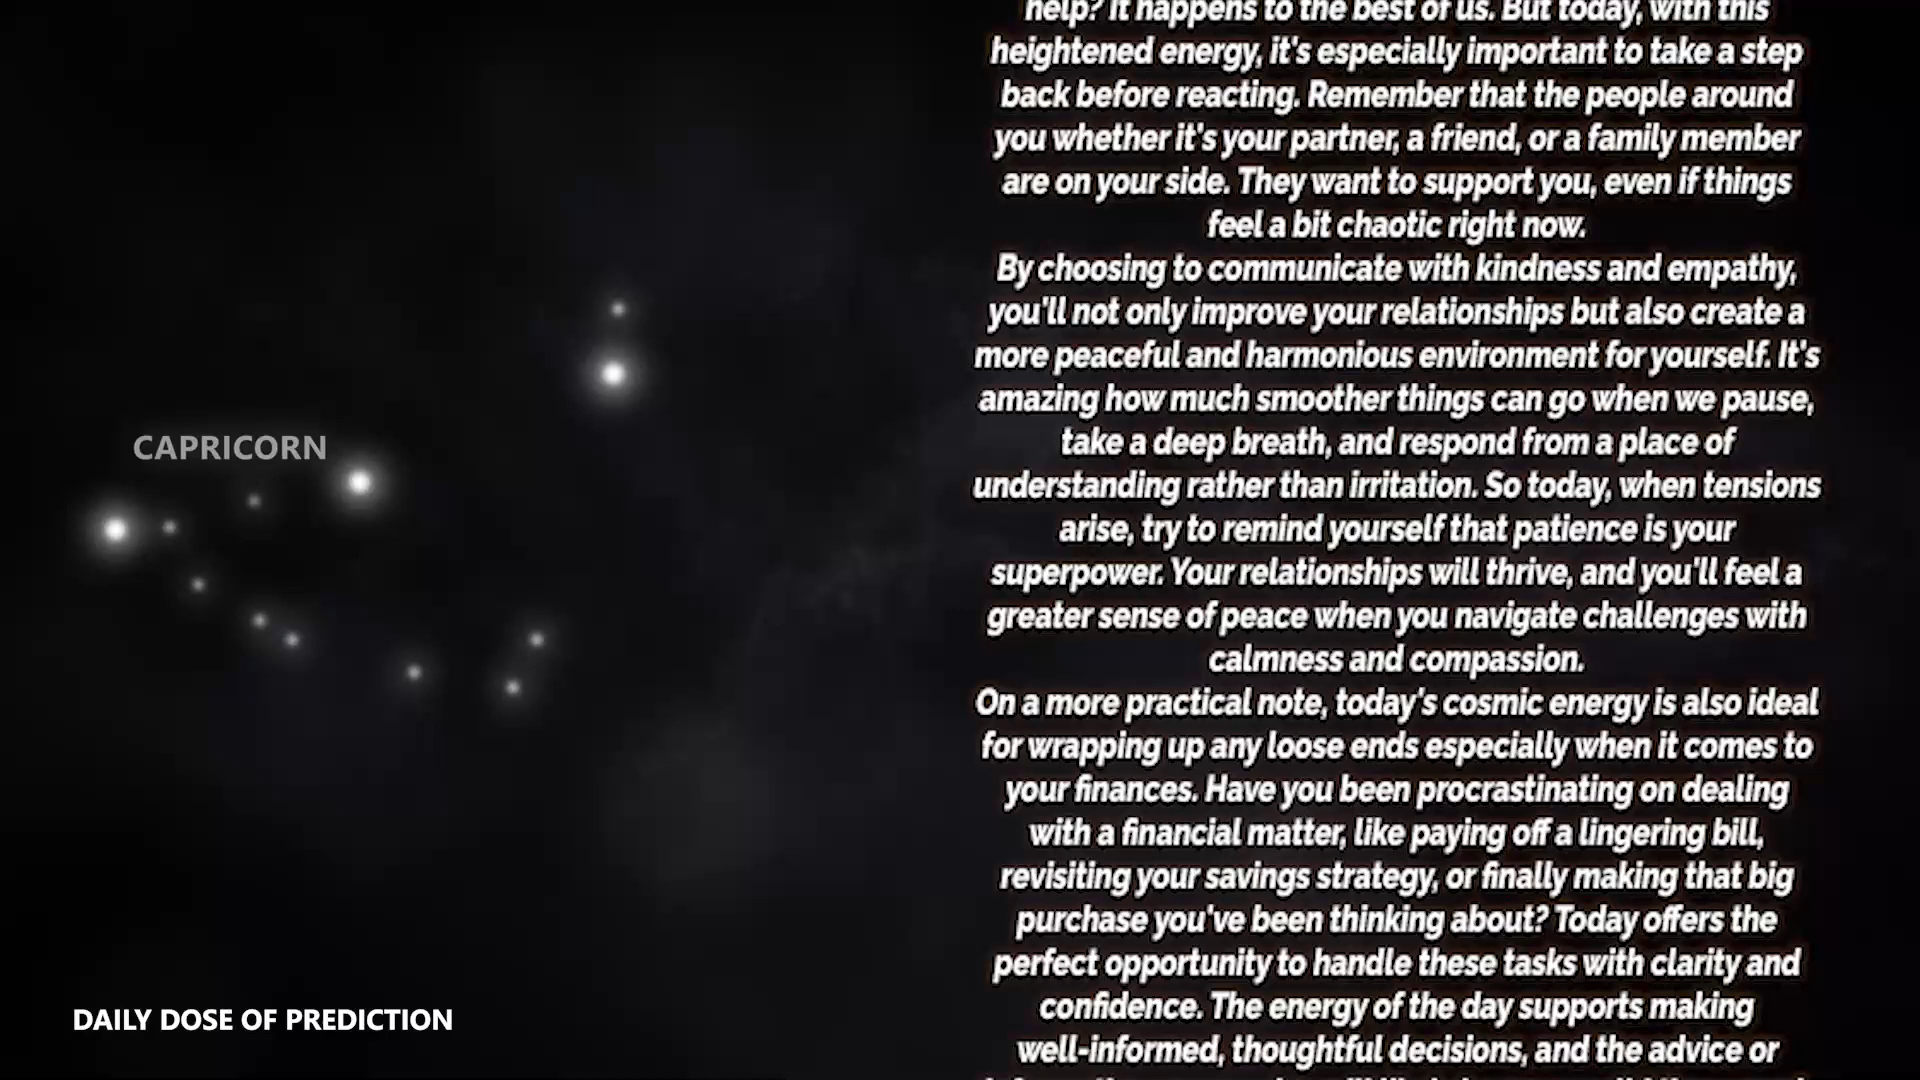 help? It happens to the best of us. But today, with this
heightened energy, it's especially important to take a step
back before reacting. Remember that the people around
you whether it's your partner, a friend, or a family member
are on your side. They want to support you, even if things
feel a bit chaotic right now.
By choosing to communicate with kindness and empathy,
you'll not only improve your relationships but also create a
more peaceful and harmonious environment for yourself. It's
amazing how much smoother things can go when we pause,
take a deep breath, and respond from a place of
understanding rather than irritation. So today, when tensions
arise, try to remind yourself that patience is your
superpower. Your relationships will thrive, and you'll feel a
greater sense of peace when you navigate challenges with
calmness and compassion.
On a more practical note, today's cosmic energy is also ideal
for wrapping up any loose ends especially when it comes to
your finances. Have you been procrastinating on dealing
with a financial matter, like paying off a lingering bill,
revisiting your savings strategy, or finally making that big
purchase you've been thinking about? Today offers the
perfect opportunity to handle these tasks with clarity and
confidence. The energy of the day supports making
well-informed, thoughtful decisions, and the advice or
CAPRICORN
DAILY DOSE OF PREDICTION